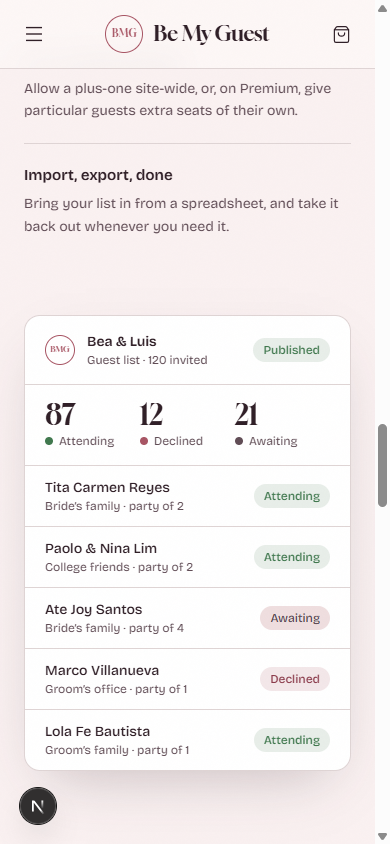 BMG Be My Guest
Allow a plus-one site-wide, or, on Premium, give
particular guests extra seats of their own.
Import, export, done
Bring your list in from a spreadsheet, and take it
back out whenever you need it.
BMG
Bea & Luis
Guest list · 120 invited
Published
87 12 21
Attending Declined Awaiting
Tita Carmen Reyes
Bride's family · party of 2
Attending
Paolo & Nina Lim
College friends · party of 2
Attending
Ate Joy Santos
Bride's family · party of 4
Awaiting
Marco Villanueva
Groom's office · party of 1
Declined
Lola Fe Bautista
Groom's family · party of 1
Attending
N